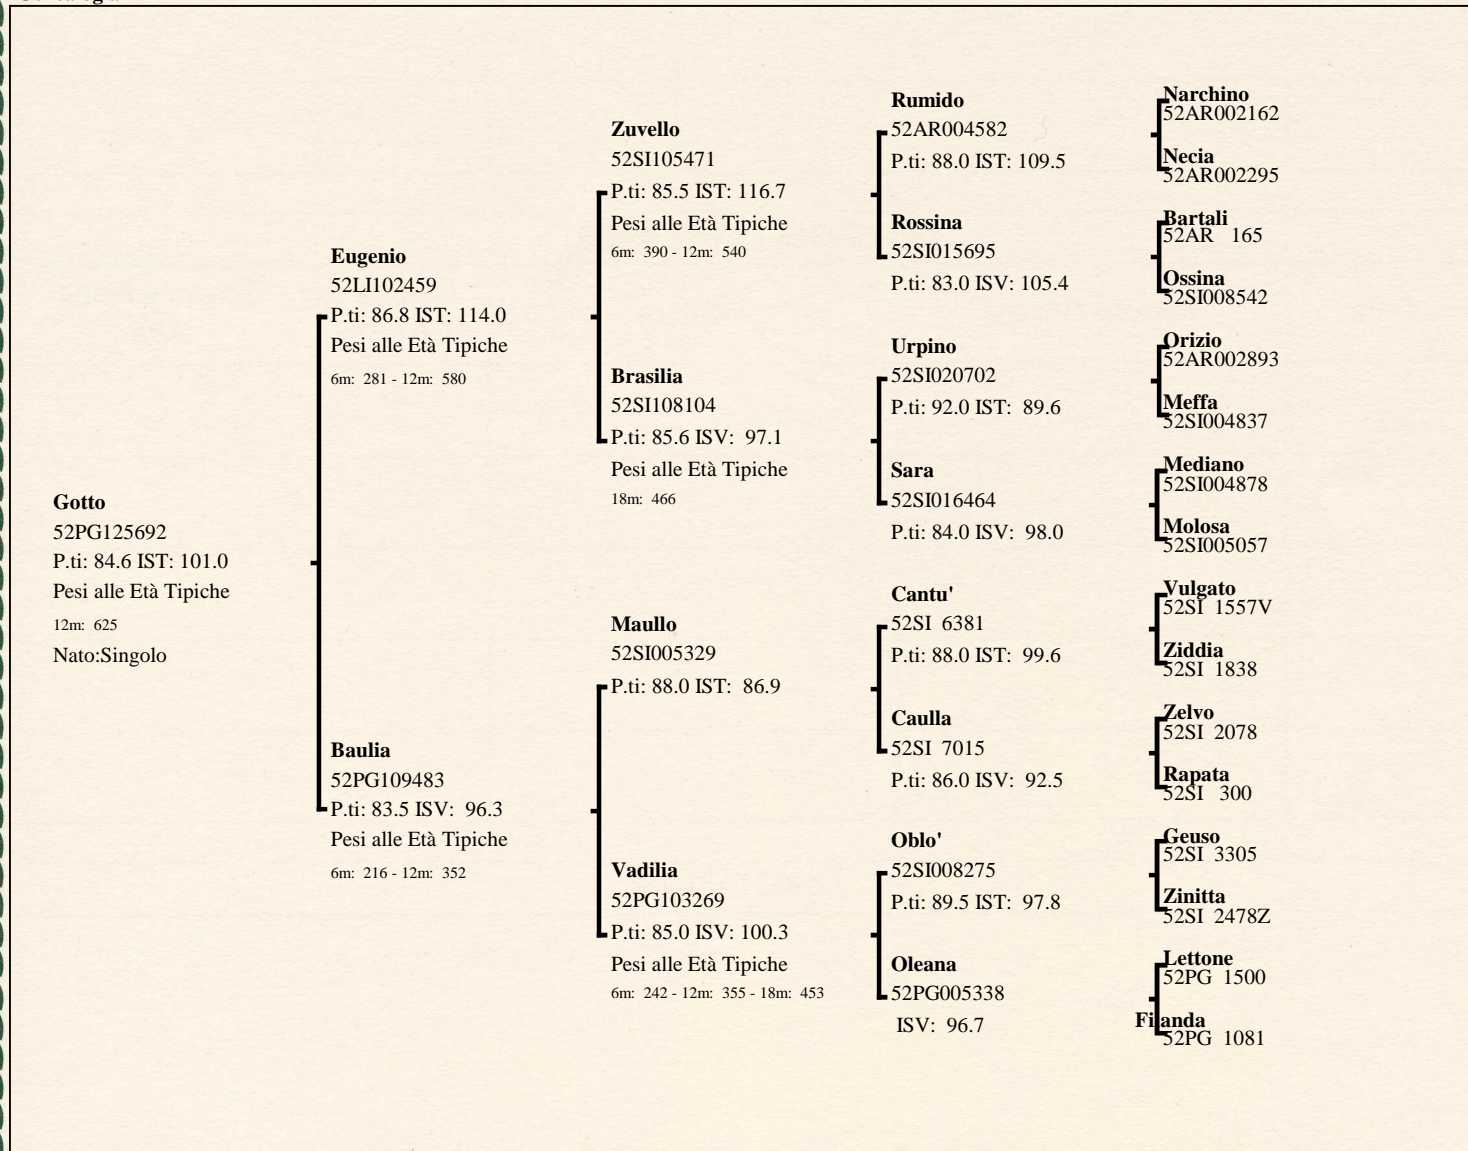 Gotto
52PG125692
P.ti: 84.6 IST: 101.0
Pesi alle Età Tipiche
12m: 625
Nato:Singolo
Eugenio
52LI102459
P.ti: 86.8 IST: 114.0
Pesi alle Età Tipiche
6m: 281 - 12m: 580
Baulia
52PG109483
P.ti: 83.5 ISV: 96.3
Pesi alle Età Tipiche
6m: 216 - 12m: 352
Zuvello
52SI105471
P.ti: 85.5 IST: 116.7
Pesi alle Età Tipiche
6m: 390 - 12m: 540
Brasilia
52SI108104
P.ti: 85.6 ISV: 97.1
Pesi alle Età Tipiche
18m: 466
Maullo
52SI005329
P.ti: 88.0 IST: 86.9
Vadilia
52PG103269
P.ti: 85.0 ISV: 100.3
Pesi alle Età Tipiche
6m: 242 - 12m: 355 - 18m: 453
Rumido
52AR004582
P.ti: 88.0 IST: 109.5
Rossina
52SI015695
P.ti: 83.0 ISV: 105.4
Urpino
52SI020702
P.ti: 92.0 IST: 89.6
Sara
52SI016464
P.ti: 84.0 ISV: 98.0
Cantu'
52SI 6381
P.ti: 88.0 IST: 99.6
Caulla
52SI 7015
P.ti: 86.0 ISV: 92.5
Oblo'
52SI008275
P.ti: 89.5 IST: 97.8
Oleana
52PG005338
ISV: 96.7
Narchino
52AR002162
Necia
52AR002295
Bartali
52AR 165
Ossina
52SI008542
Orizio
52AR002893
Meffa
52SI004837
Mediano
52SI004878
Molosa
52SI005057
Vulgato
52SI 1557V
Ziddia
52SI 1838
Zelvo
52SI 2078
Rapata
52SI 300
Geuso
52SI 3305
Zinitta
52SI 2478Z
Lettone
52PG 1500
Filanda
52PG 1081